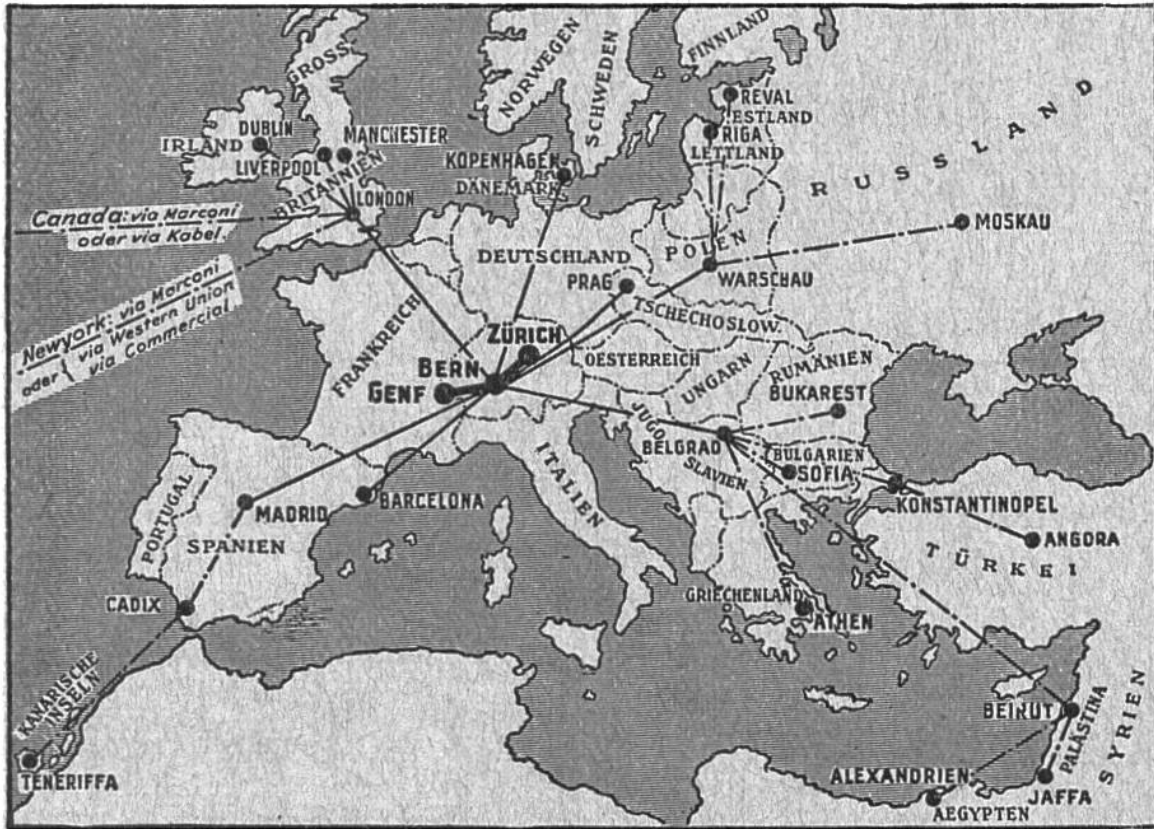 NORWEGEN
SCHWEDEN
FINNLAND
GROSS-
BRITANNIEN
REVAL
ESTLAND
RIGA
LETTLAND
RUSSLAND
DUBLIN
IRLAND
MANCHESTER
LIVERPOOL
KOPENHAGEN
DÄNEMARK
LONDON
Canada: via Marconi
oder via Kabel.
MOSKAU
DEUTSCHLAND
POLEN
WARSCHAU
PRAG
TSCHECHOSLOW.
Newyork: via Marconi
oder { via Western Union
via Commercial
FRANKREICH
ZÜRICH
BERN
GENF
OESTERREICH
UNGARN
RUMÄNIEN
BUKAREST
JUGO
SLAVIEN
BELGRAD
BULGARIEN
SOFIA
ITALIEN
KONSTANTINOPEL
PORTUGAL
MADRID
BARCELONA
SPANIEN
ANGORA
TÜRKEI
CADIX
GRIECHENLAND
ATHEN
KANARISCHE
INSELN
TENERIFFA
BEIRUT
PALÄSTINA
SYRIEN
ALEXANDRIEN
AEGYPTEN
JAFFA